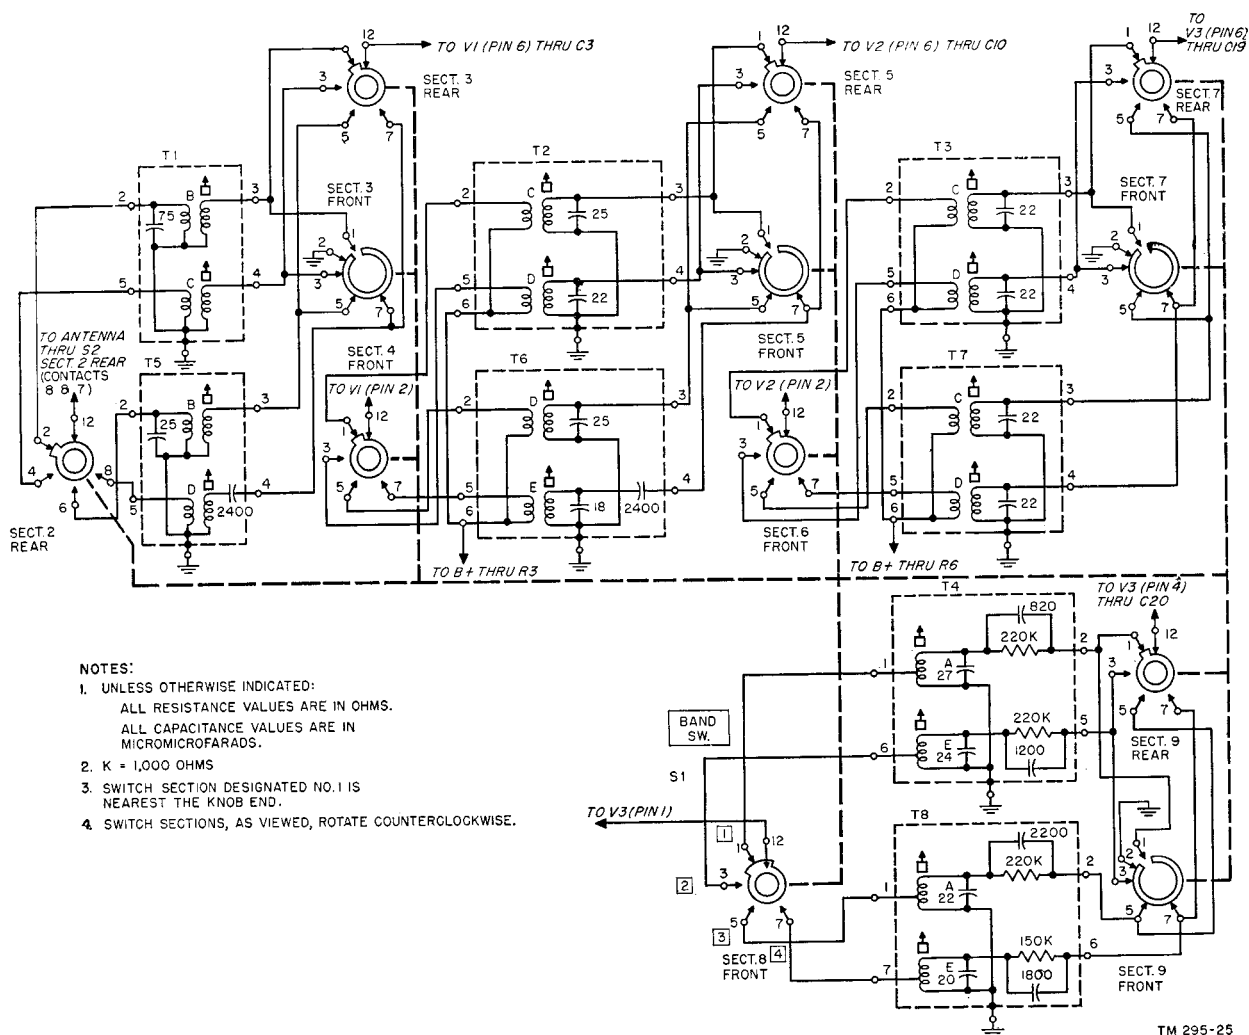 1 12 TO V1 (PIN 6) THRU C3
SECT. 3
REAR
3
5 7
T1
2 B 3
75
SECT. 3
FRONT
1
2
3
5 7
5 C 4
TO ANTENNA
THRU S2
SECT. 2 REAR
(CONTACTS
8 & 7)
12
2
4 8
6
SECT. 2
REAR
T5
2 B 3
25
5 D 4
2400
SECT. 4
FRONT
TO V1 (PIN 2)
12
1
3
5 7
1 12 TO V2 (PIN 6) THRU C10
SECT. 5
REAR
3
5 7
T2
2 C 3
25
5 D 4
6 22
1
2
3
5 7
SECT. 5
FRONT
T6
2 D 3
25
5 E 4
6 18 2400
TO B+ THRU R3
TO V2 (PIN 2)
12
1
3
5 7
SECT. 6
FRONT
TO
V3 (PIN 6)
THRU C19
1 12
3
SECT. 7
REAR
5 7
T3
2 C 3
22
5 D 4
6 22
SECT. 7
FRONT
1
2
3
5 7
T7
2 C 3
22
5 D 4
6 22
TO B+ THRU R6
TO V3 (PIN 4)
THRU C20
T4
820
220K
1 A 2
27
220K
6 E 5
24 1200
1 12
3
5 7
SECT. 9
REAR
NOTES:
1. UNLESS OTHERWISE INDICATED:
ALL RESISTANCE VALUES ARE IN OHMS.
ALL CAPACITANCE VALUES ARE IN
MICROMICROFARADS.
2. K = 1,000 OHMS
3. SWITCH SECTION DESIGNATED NO. 1 IS
NEAREST THE KNOB END.
4. SWITCH SECTIONS, AS VIEWED, ROTATE COUNTERCLOCKWISE.
BAND
SW.
S1
TO V3 (PIN 1)
1 1 12
2 3
3 5 7
4
SECT. 8
FRONT
T8
2200
220K
1 A 2
22
150K
7 E 6
20 1800
1
2
3
5 7
SECT. 9
FRONT
TM 295-25